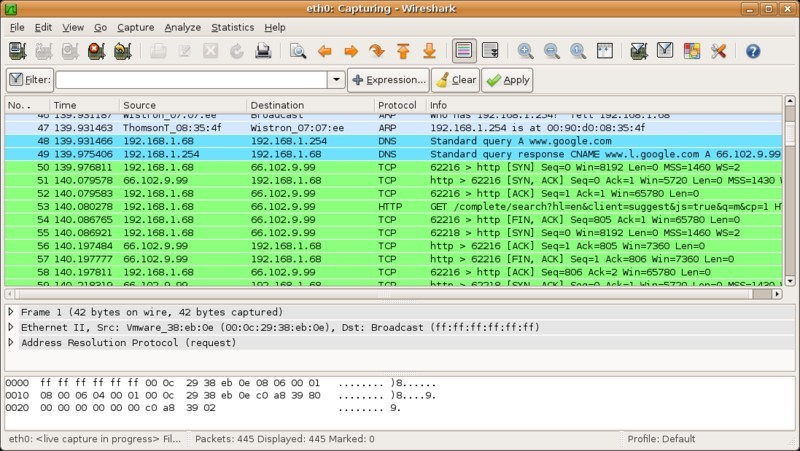 eth0: Capturing - Wireshark
File Edit View Go Capture Analyze Statistics Help
Filter: Expression... Clear Apply
No.. Time Source Destination Protocol Info
46 139.931187 Wistron_07:07:ee Broadcast ARP Who has 192.168.1.254? Tell 192.168.1.68
47 139.931463 ThomsonT_08:35:4f Wistron_07:07:ee ARP 192.168.1.254 is at 00:90:d0:08:35:4f
48 139.931466 192.168.1.68 192.168.1.254 DNS Standard query A www.google.com
49 139.975406 192.168.1.254 192.168.1.68 DNS Standard query response CNAME www.l.google.com A 66.102.9.99
50 139.976811 192.168.1.68 66.102.9.99 TCP 62216 > http [SYN] Seq=0 Win=8192 Len=0 MSS=1460 WS=2
51 140.079578 66.102.9.99 192.168.1.68 TCP http > 62216 [SYN, ACK] Seq=0 Ack=1 Win=5720 Len=0 MSS=1430
52 140.079583 192.168.1.68 66.102.9.99 TCP 62216 > http [ACK] Seq=1 Ack=1 Win=65780 Len=0
53 140.080278 192.168.1.68 66.102.9.99 HTTP GET /complete/search?hl=en&client=suggest&js=true&q=m&cp=1
54 140.086765 192.168.1.68 66.102.9.99 TCP 62216 > http [FIN, ACK] Seq=805 Ack=1 Win=65780 Len=0
55 140.086921 192.168.1.68 66.102.9.99 TCP 62218 > http [SYN] Seq=0 Win=8192 Len=0 MSS=1460 WS=2
56 140.197484 66.102.9.99 192.168.1.68 TCP http > 62216 [ACK] Seq=1 Ack=805 Win=7360 Len=0
57 140.197777 66.102.9.99 192.168.1.68 TCP http > 62216 [FIN, ACK] Seq=1 Ack=806 Win=7360 Len=0
58 140.197811 192.168.1.68 66.102.9.99 TCP 62216 > http [ACK] Seq=806 Ack=2 Win=65780 Len=0
59 140.218319 66.102.9.99 192.168.1.68 TCP http > 62218 [SYN, ACK] Seq=0 Ack=1 Win=5720 Len=0 MSS=1430
Frame 1 (42 bytes on wire, 42 bytes captured)
Ethernet II, Src: Vmware_38:eb:0e (00:0c:29:38:eb:0e), Dst: Broadcast (ff:ff:ff:ff:ff:ff)
Address Resolution Protocol (request)
0000 ff ff ff ff ff ff 00 0c 29 38 eb 0e 08 06 00 01 ........ )8......
0010 08 00 06 04 00 01 00 0c 29 38 eb 0e c0 a8 39 80 ........ )8....9.
0020 00 00 00 00 00 00 c0 a8 39 02 ........ 9.
eth0: <live capture in progress> Fil... Packets: 445 Displayed: 445 Marked: 0 Profile: Default